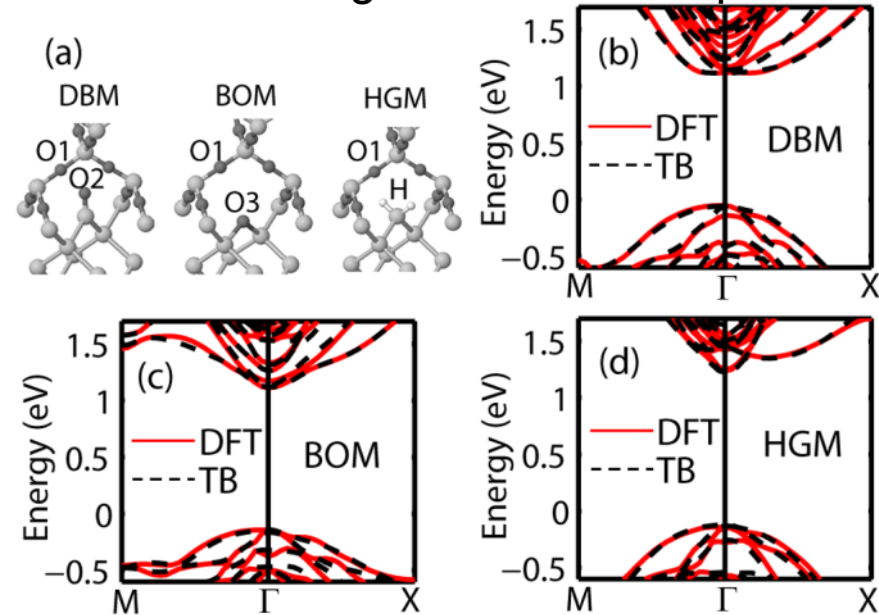 (a)
DBM BOM HGM
O1 O1 O1
O2 O3 H
(b)
Energy (eV)
1.5
1
0.5
0
−0.5
DFT
TB
DBM
M Γ X
(c)
Energy (eV)
1.5
1
0.5
0
−0.5
DFT
TB
BOM
M Γ X
(d)
Energy (eV)
1.5
1
0.5
0
−0.5
DFT
TB
HGM
M Γ X